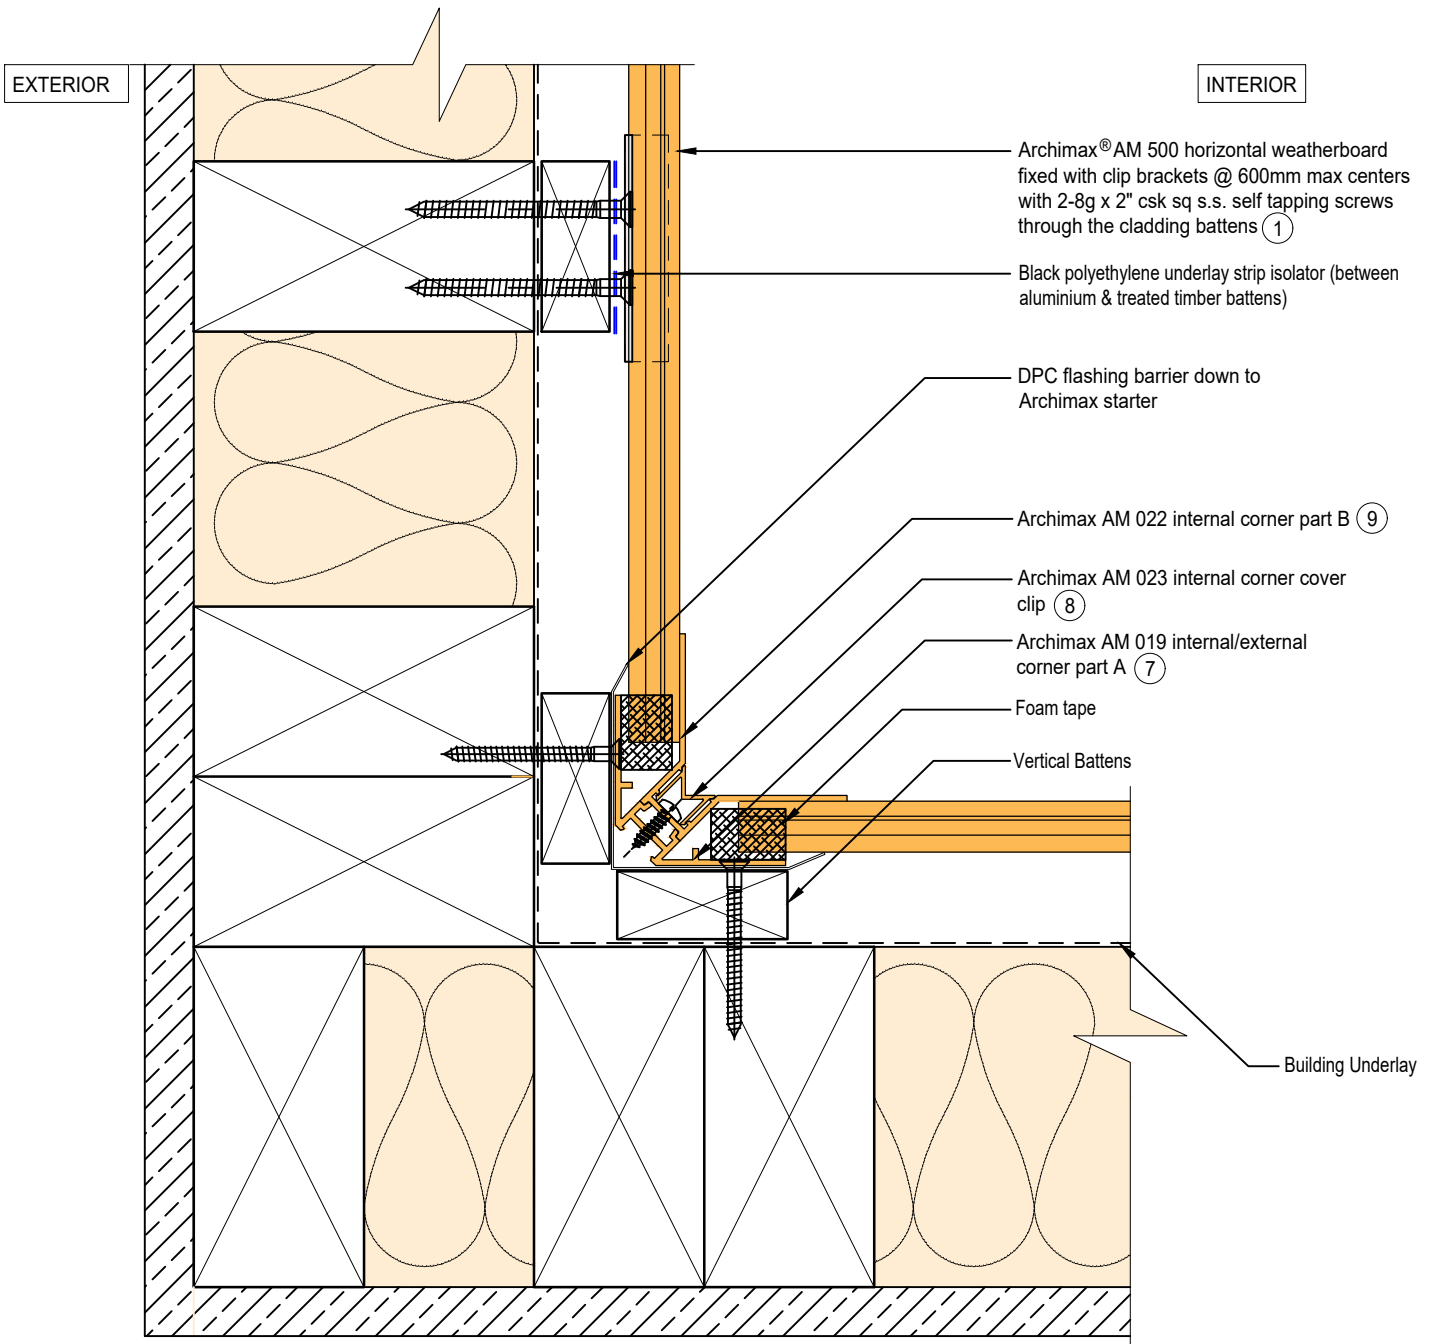 EXTERIOR
INTERIOR
Archimax® AM 500 horizontal weatherboard
fixed with clip brackets @ 600mm max centers
with 2-8g x 2" csk sq s.s. self tapping screws
through the cladding battens 1
Black polyethylene underlay strip isolator (between
aluminium & treated timber battens)
DPC flashing barrier down to
Archimax starter
Archimax AM 022 internal corner part B 9
Archimax AM 023 internal corner cover
clip 8
Archimax AM 019 internal/external
corner part A 7
Foam tape
Vertical Battens
Building Underlay